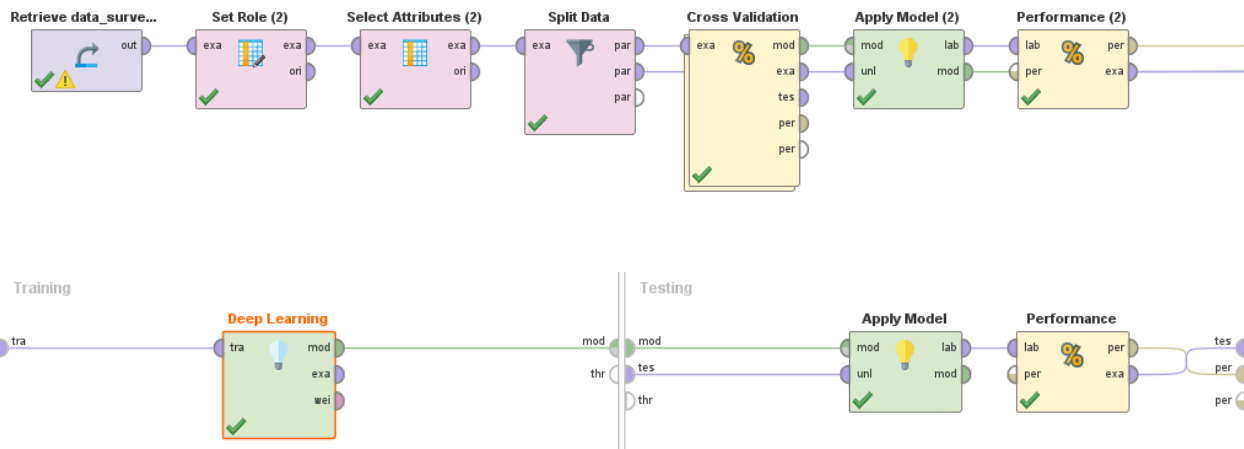 Retrieve data_surve...
Set Role (2)
Select Attributes (2)
Split Data
Cross Validation
Apply Model (2)
Performance (2)
out
exa
exa
ori
exa
exa
ori
exa
par
par
par
exa
mod
exa
tes
per
per
mod
lab
unl
mod
lab
per
per
exa
Training
Testing
Deep Learning
Apply Model
Performance
tra
tra
mod
exa
wei
mod
thr
mod
tes
thr
mod
lab
unl
mod
lab
per
per
exa
tes
per
per